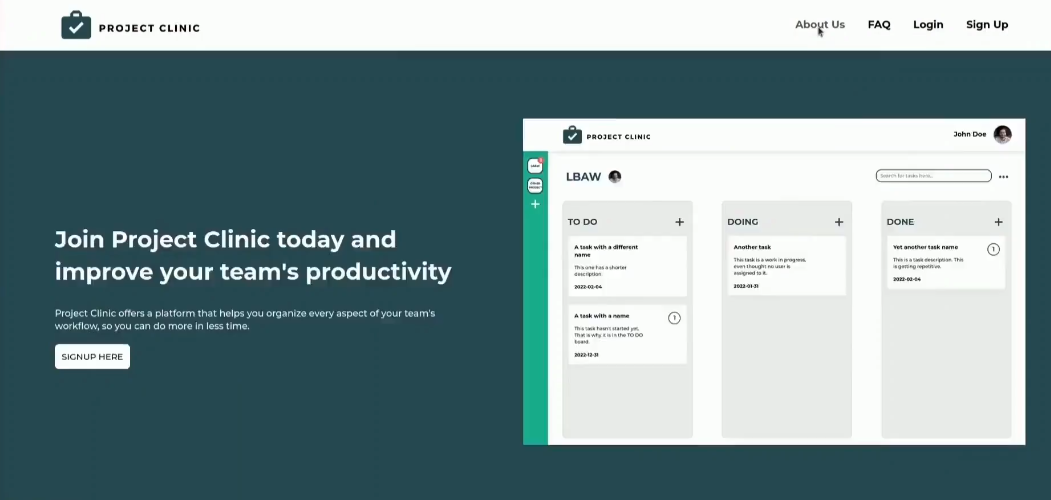 PROJECT CLINIC
About Us
FAQ
Login
Sign Up
Join Project Clinic today and
improve your team's productivity
Project Clinic offers a platform that helps you organize every aspect of your team's
workflow, so you can do more in less time.
SIGNUP HERE
PROJECT CLINIC
John Doe
LBAW
Search for tasks here...
TO DO
A task with a different
name
This one has a shorter
description
2022-02-04
A task with a name
1
This task hasn't started yet.
That is why it is in the TO DO
board.
2022-12-31
DOING
Another task
This task is a work in progress,
even thought no user is
assigned to it.
2022-01-31
DONE
Yet another task name
1
This is a task description. This
is getting repetitive.
2022-02-04